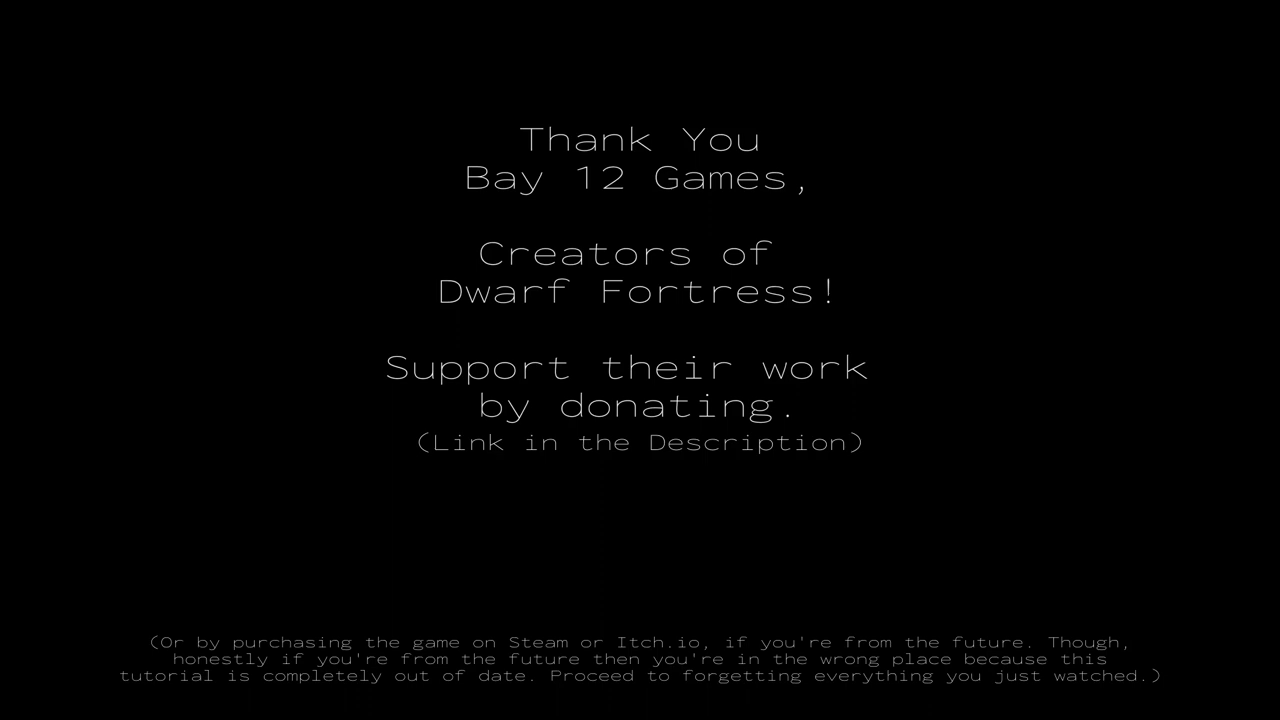 Thank You
Bay 12 Games,
Creators of
Dwarf Fortress!
Support their work
by donating.
(Link in the Description)
(Or by purchasing the game on Steam or Itch.io, if you're from the future. Though,
honestly if you're from the future then you're in the wrong place because this
tutorial is completely out of date. Proceed to forgetting everything you just watched.)